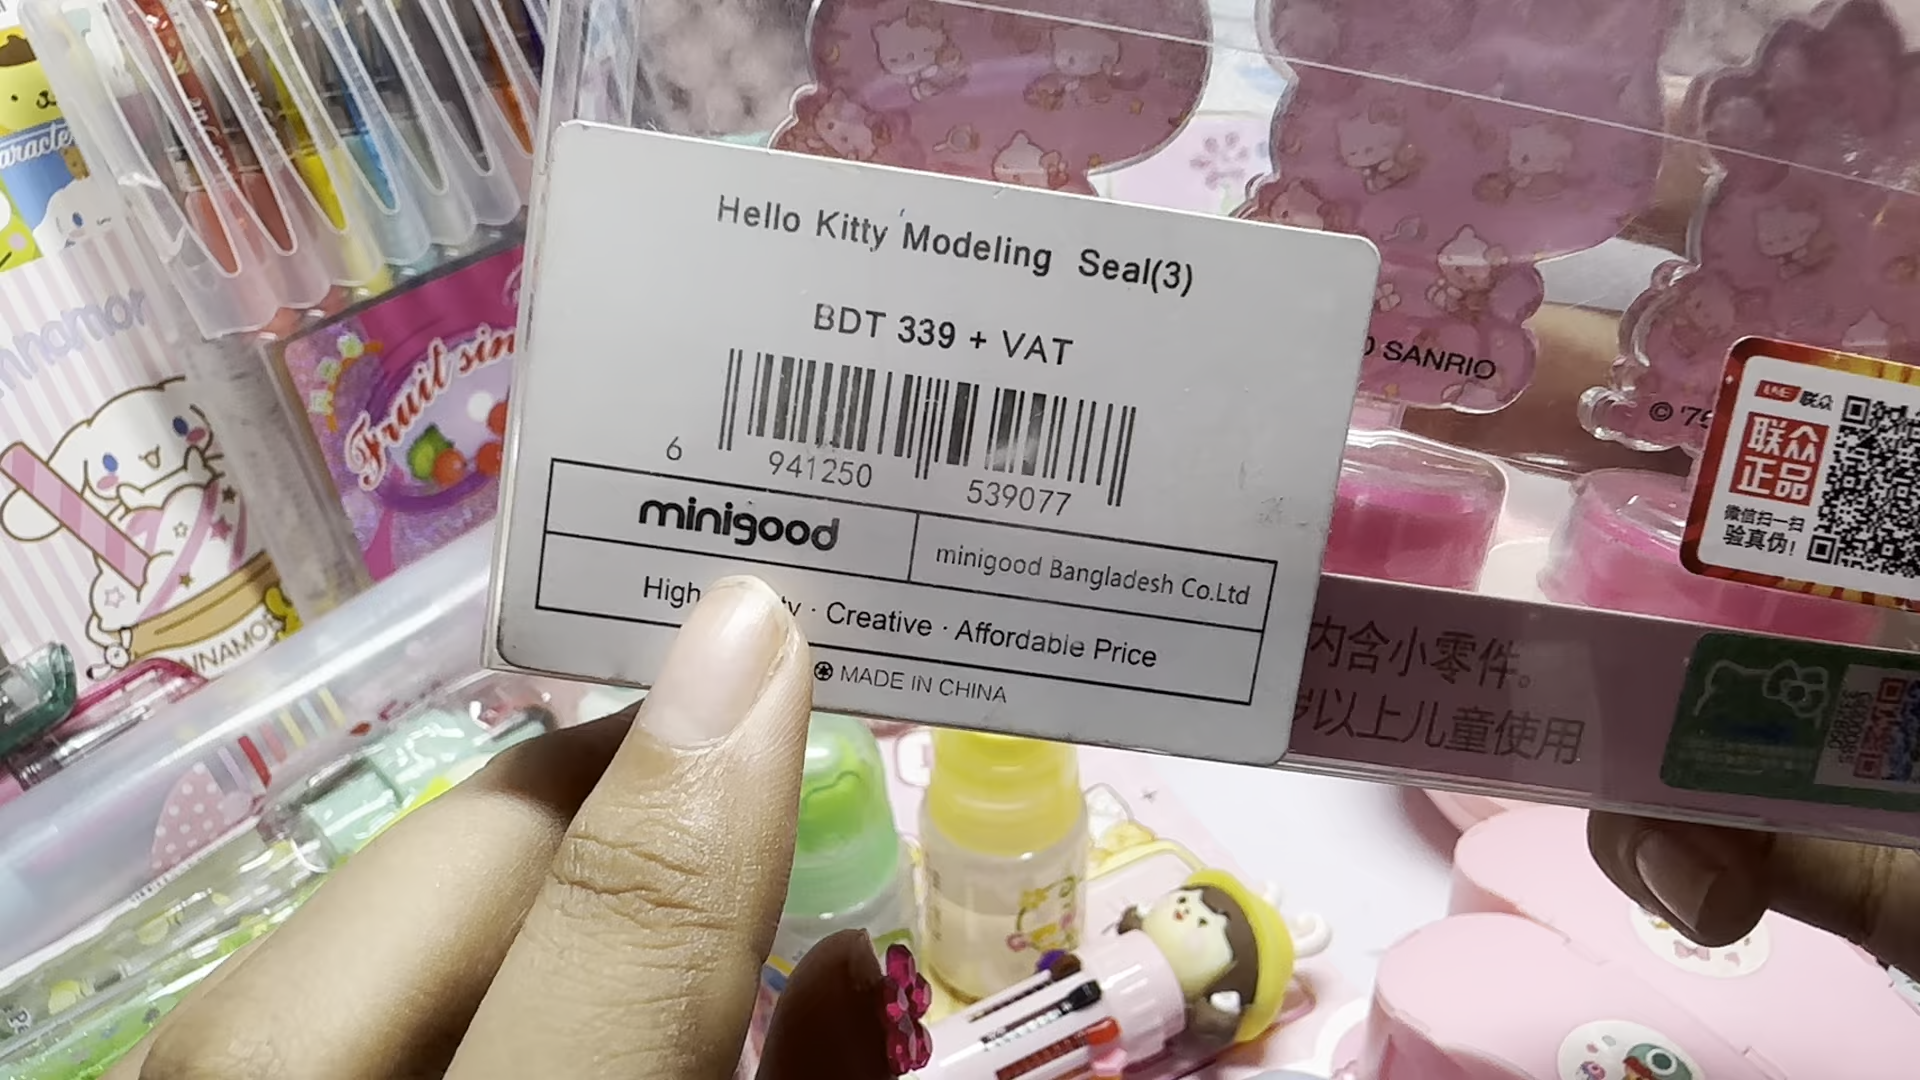 Hello Kitty Modeling Seal(3)
BDT 339 + VAT
6 941250 539077
minigood
minigood Bangladesh Co.Ltd
High · Creative · Affordable Price
MADE IN CHINA
SANRIO
© '76
联众
联众
正品
微信扫一扫
验真伪!
内含小零件。
岁以上儿童使用
Fruit